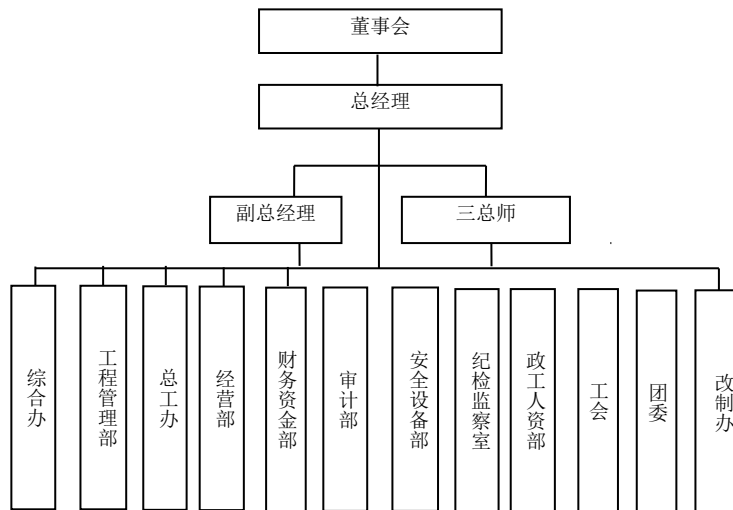 董事会
总经理
副总经理
三总师
综合办
工程管理部
总工办
经营部
财务资金部
审计部
安全设备部
纪检监察室
政工人资部
工会
团委
改制办